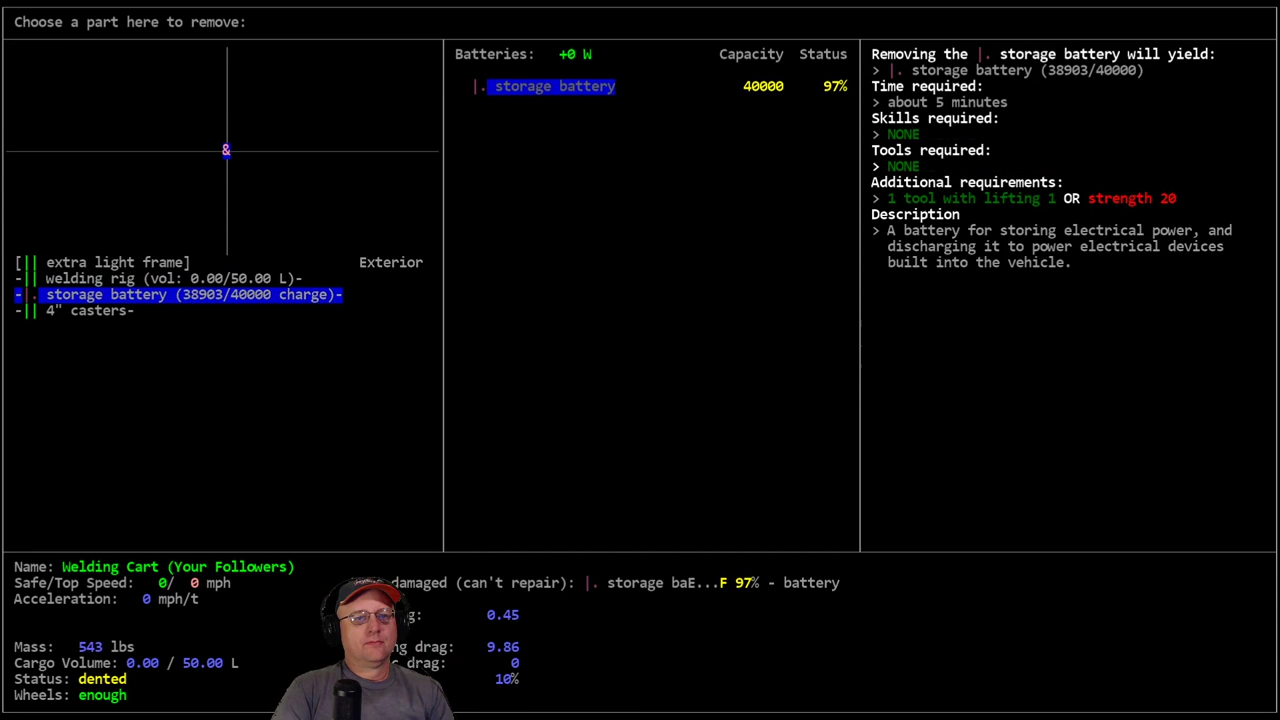 Choose a part here to remove:
&
[|| extra light frame] Exterior
-|| welding rig (vol: 0.00/50.00 L)-
-|. storage battery (38903/40000 charge)-
-|| 4" casters-
Batteries: +0 W Capacity Status
|. storage battery 40000 97%
Removing the |. storage battery will yield:
> |. storage battery (38903/40000)
Time required:
> about 5 minutes
Skills required:
> NONE
Tools required:
> NONE
Additional requirements:
> 1 tool with lifting 1 OR strength 20
Description
> A battery for storing electrical power, and
discharging it to power electrical devices
built into the vehicle.
Name: Welding Cart (Your Followers)
Safe/Top Speed: 0/ 0 mph
Acceleration: 0 mph/t
Mass: 543 lbs
Cargo Volume: 0.00 / 50.00 L
Status: dented
Wheels: enough
damaged (can't repair): |. storage baE...F 97% - battery
g: 0.45
ng drag: 9.86
drag: 0
10%